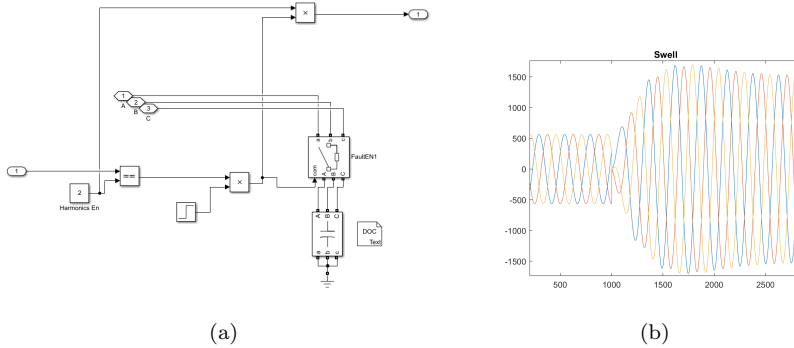 ×
1
1
A
2
B
3
C
a
b
c
FaultEN1
com
A
B
C
1
==
2
Harmonics En
×
A
B
C
a
b
c
DOC
Text
(a)
Swell
1500
1000
500
0
-500
-1000
-1500
500
1000
1500
2000
2500
(b)